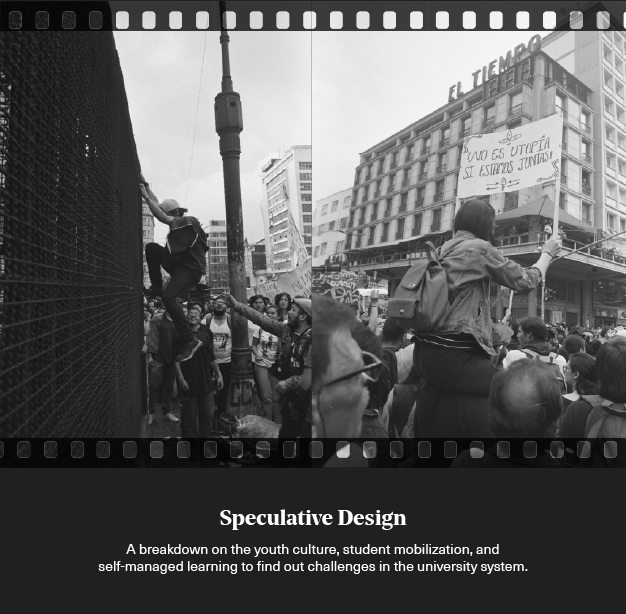 EL TIEMPO
"¡NO ES UTOPÍA
SI ESTAMOS JUNTAS!"
Speculative Design
A breakdown on the youth culture, student mobilization, and
self-managed learning to find out challenges in the university system.